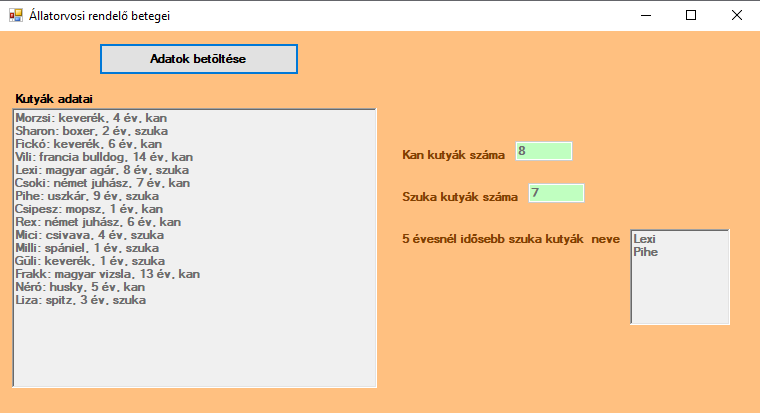 Állatorvosi rendelő betegei
Adatok betöltése
Kutyák adatai
Morzsi: keverék, 4 év, kan
Sharon: boxer, 2 év, szuka
Fickó: keverék, 6 év, kan
Vili: francia bulldog, 14 év, kan
Lexi: magyar agár, 8 év, szuka
Csoki: német juhász, 7 év, kan
Pihe: uszkár, 9 év, szuka
Csipesz: mopsz, 1 év, kan
Rex: német juhász, 6 év, kan
Mici: csivava, 4 év, szuka
Milli: spániel, 1 év, szuka
Güli: keverék, 1 év, szuka
Frakk: magyar vizsla, 13 év, kan
Néró: husky, 5 év, kan
Liza: spitz, 3 év, szuka
Kan kutyák száma 8
Szuka kutyák száma 7
5 évesnél idősebb szuka kutyák neve
Lexi
Pihe